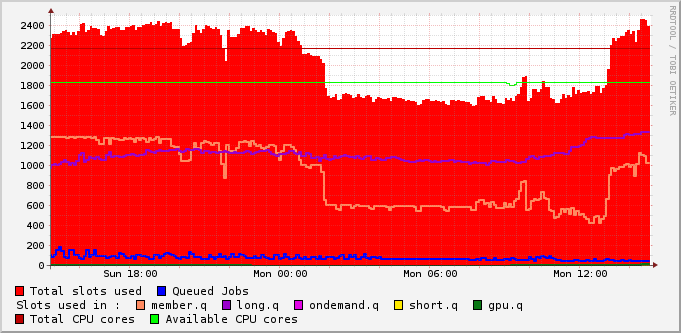 RRDTOOL / TOBI OETIKER
2400
2200
2000
1800
1600
1400
1200
1000
800
600
400
200
0
Sun 18:00 Mon 00:00 Mon 06:00 Mon 12:00
Total slots used Queued Jobs
Slots used in : member.q long.q ondemand.q short.q gpu.q
Total CPU cores Available CPU cores